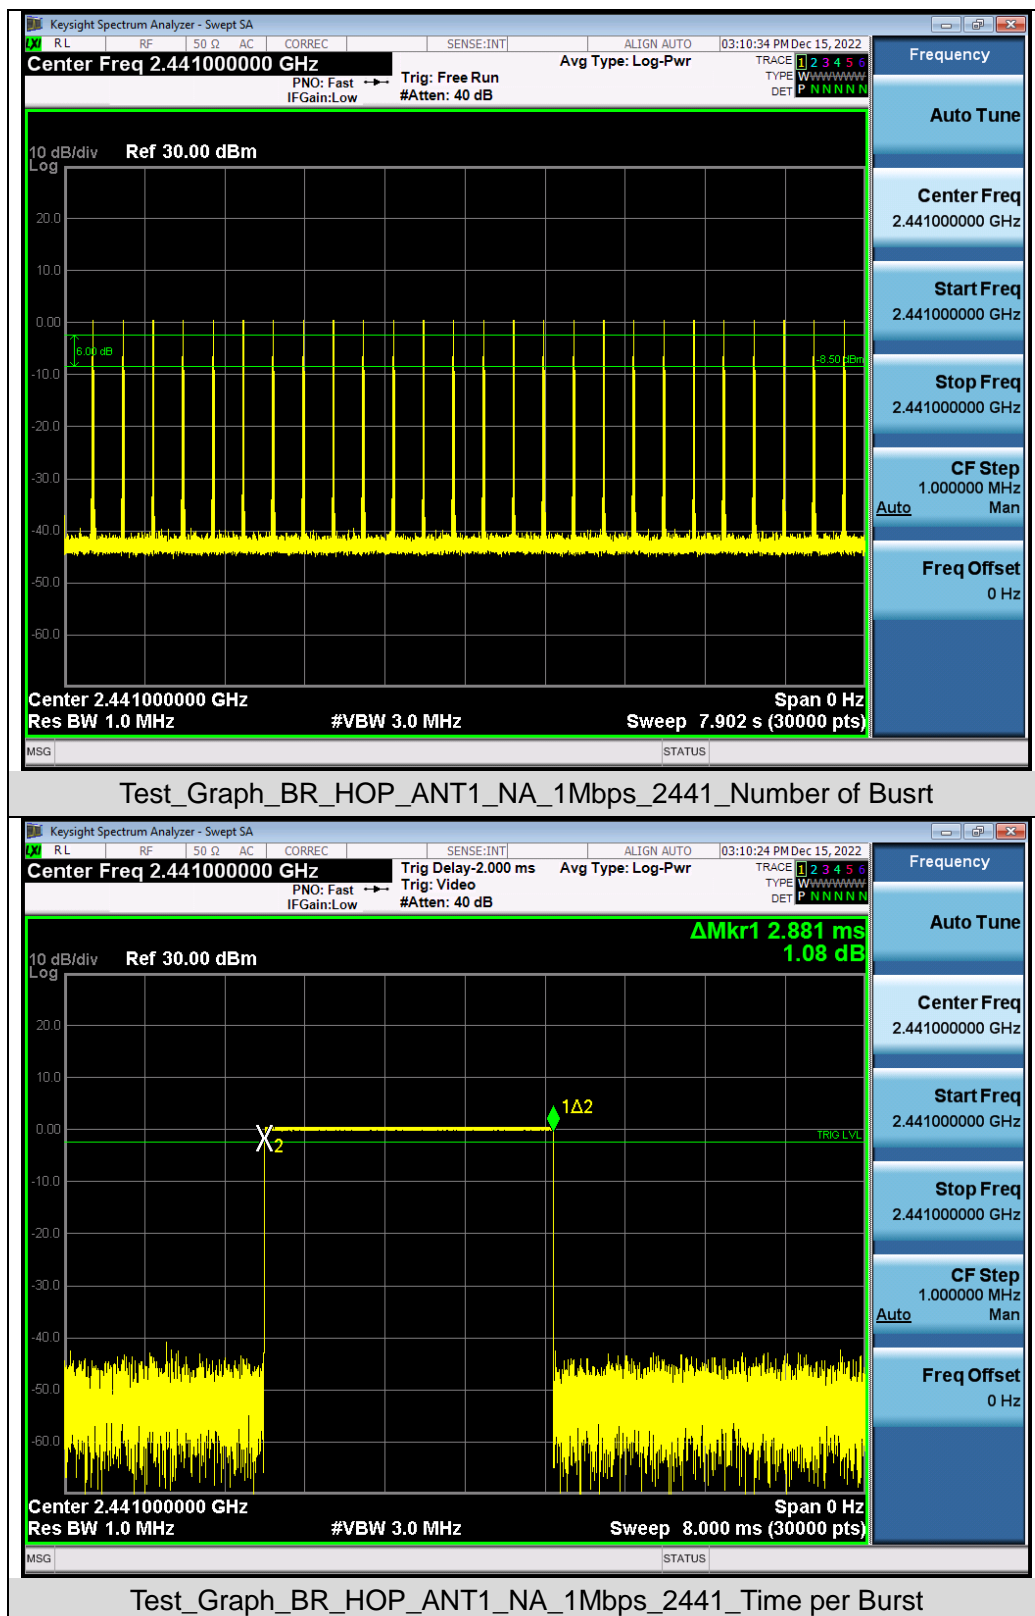 Keysight Spectrum Analyzer - Swept SA
LXI RL RF 50 Ω AC CORREC SENSE:INT ALIGN AUTO 03:10:34 PM Dec 15, 2022
Center Freq 2.441000000 GHz
PNO: Fast
IFGain:Low
Trig: Free Run
#Atten: 40 dB
Avg Type: Log-Pwr
TRACE 1 2 3 4 5 6
TYPE WWWWWWW
DET P N N N N N
10 dB/div Ref 30.00 dBm
Log
20.0
10.0
0.00
6.00 dB
-8.50 dBm
-10.0
-20.0
-30.0
-40.0
-50.0
-60.0
Center 2.441000000 GHz Span 0 Hz
Res BW 1.0 MHz #VBW 3.0 MHz Sweep 7.902 s (30000 pts)
MSG STATUS
Frequency
Auto Tune
Center Freq
2.441000000 GHz
Start Freq
2.441000000 GHz
Stop Freq
2.441000000 GHz
CF Step
1.000000 MHz
Auto Man
Freq Offset
0 Hz
Test_Graph_BR_HOP_ANT1_NA_1Mbps_2441_Number of Busrt
Keysight Spectrum Analyzer - Swept SA
LXI RL RF 50 Ω AC CORREC SENSE:INT ALIGN AUTO 03:10:24 PM Dec 15, 2022
Center Freq 2.441000000 GHz
PNO: Fast
IFGain:Low
Trig Delay-2.000 ms
Trig: Video
#Atten: 40 dB
Avg Type: Log-Pwr
TRACE 1 2 3 4 5 6
TYPE WWWWWWW
DET P N N N N N
ΔMkr1 2.881 ms
1.08 dB
10 dB/div Ref 30.00 dBm
Log
20.0
10.0
1Δ2
0.00
TRIG LVL
2
-10.0
-20.0
-30.0
-40.0
-50.0
-60.0
Center 2.441000000 GHz Span 0 Hz
Res BW 1.0 MHz #VBW 3.0 MHz Sweep 8.000 ms (30000 pts)
MSG STATUS
Frequency
Auto Tune
Center Freq
2.441000000 GHz
Start Freq
2.441000000 GHz
Stop Freq
2.441000000 GHz
CF Step
1.000000 MHz
Auto Man
Freq Offset
0 Hz
Test_Graph_BR_HOP_ANT1_NA_1Mbps_2441_Time per Burst